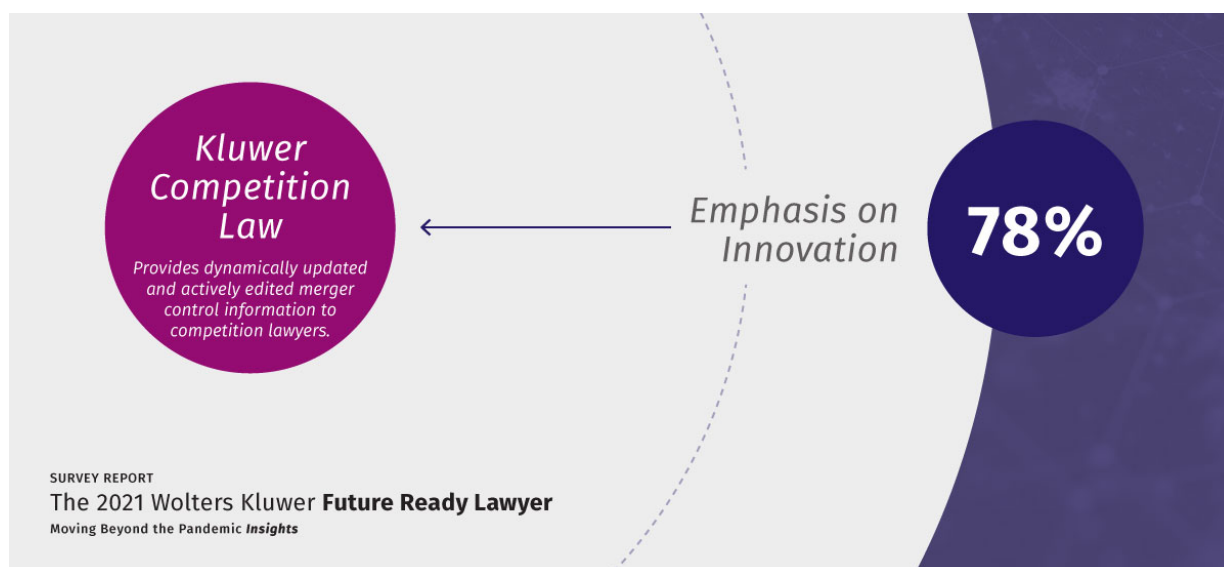 Kluwer
Competition
Law
Provides dynamically updated
and actively edited merger
control information to
competition lawyers.
Emphasis on
Innovation
78%
SURVEY REPORT
The 2021 Wolters Kluwer Future Ready Lawyer
Moving Beyond the Pandemic Insights